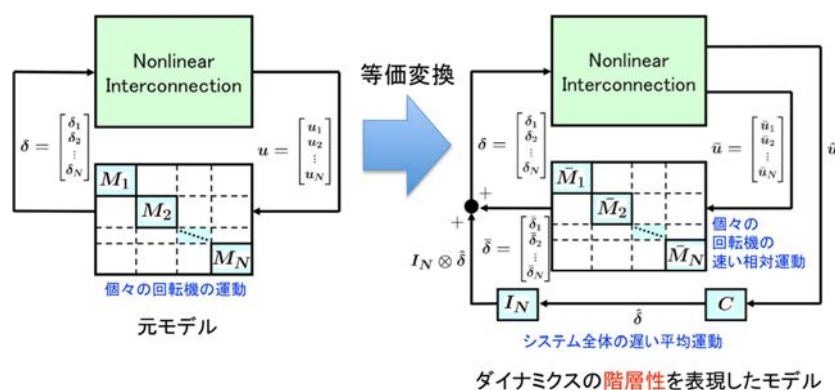 Nonlinear
Interconnection
δ = [δ1 δ2 ⋮ δN]
u = [u1 u2 ⋮ uN]
M1
M2
MN
個々の回転機の運動
元モデル
等価変換
Nonlinear
Interconnection
δ = [δ1 δ2 ⋮ δN]
ū = [ū1 ū2 ⋮ ūN]
û
+
+
M̄1
M̄2
M̄N
δ̄ = [δ̄1 δ̄2 ⋮ δ̄N]
IN ⊗ δ̂
個々の
回転機の
速い相対運動
IN
δ̂
C
システム全体の遅い平均運動
ダイナミクスの階層性を表現したモデル